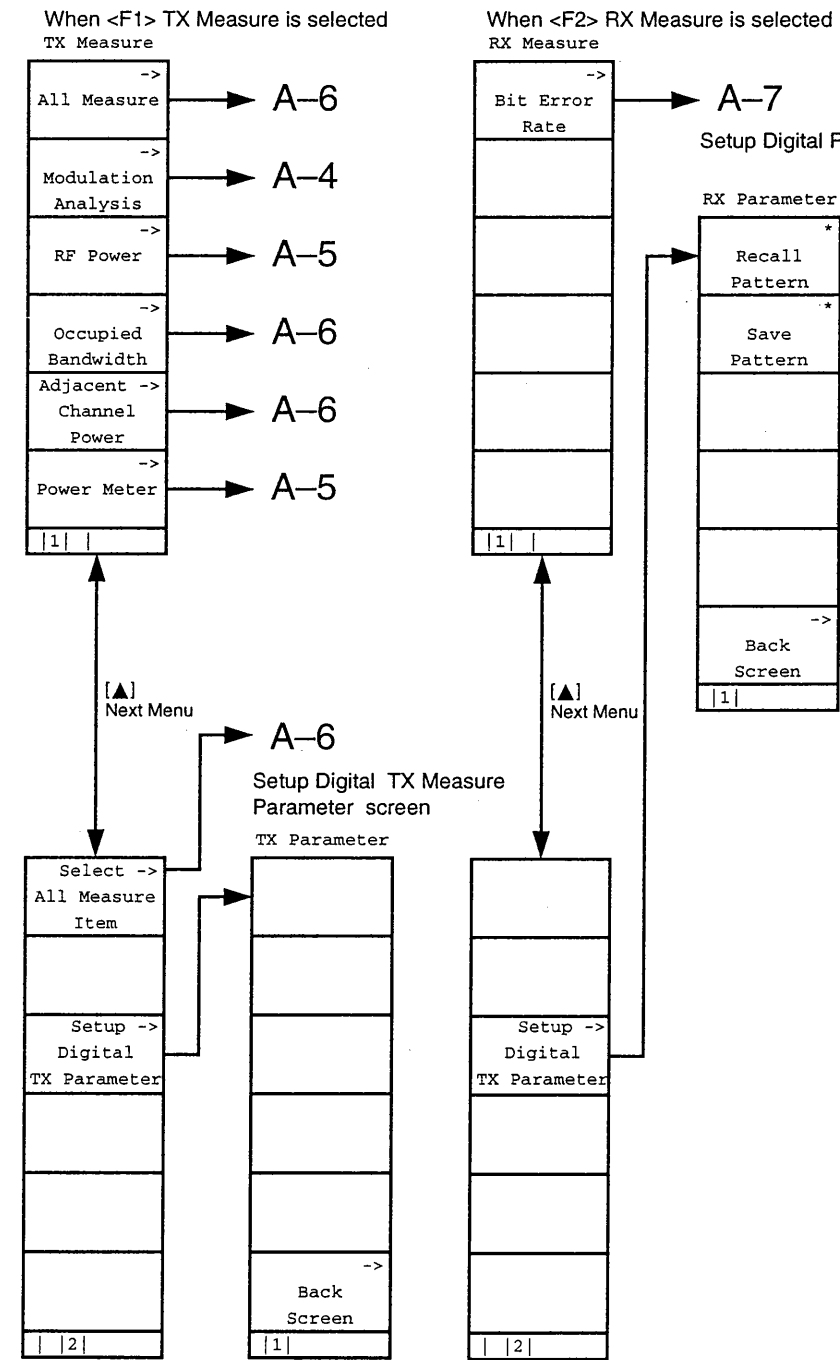 When <F1> TX Measure is selected
TX Measure
->
All Measure
A–6
->
Modulation
Analysis
A–4
->
RF Power
A–5
->
Occupied
Bandwidth
A–6
Adjacent ->
Channel
Power
A–6
->
Power Meter
A–5
|1| |
[▲]
Next Menu
A–6
Select ->
All Measure
Item
Setup ->
Digital
TX Parameter
| |2|
Setup Digital TX Measure
Parameter screen
TX Parameter
->
Back
Screen
|1|
When <F2> RX Measure is selected
RX Measure
->
Bit Error
Rate
A–7
|1| |
[▲]
Next Menu
Setup ->
Digital
TX Parameter
| |2|
Setup Digital
RX Parameter
*
Recall
Pattern
*
Save
Pattern
->
Back
Screen
|1|